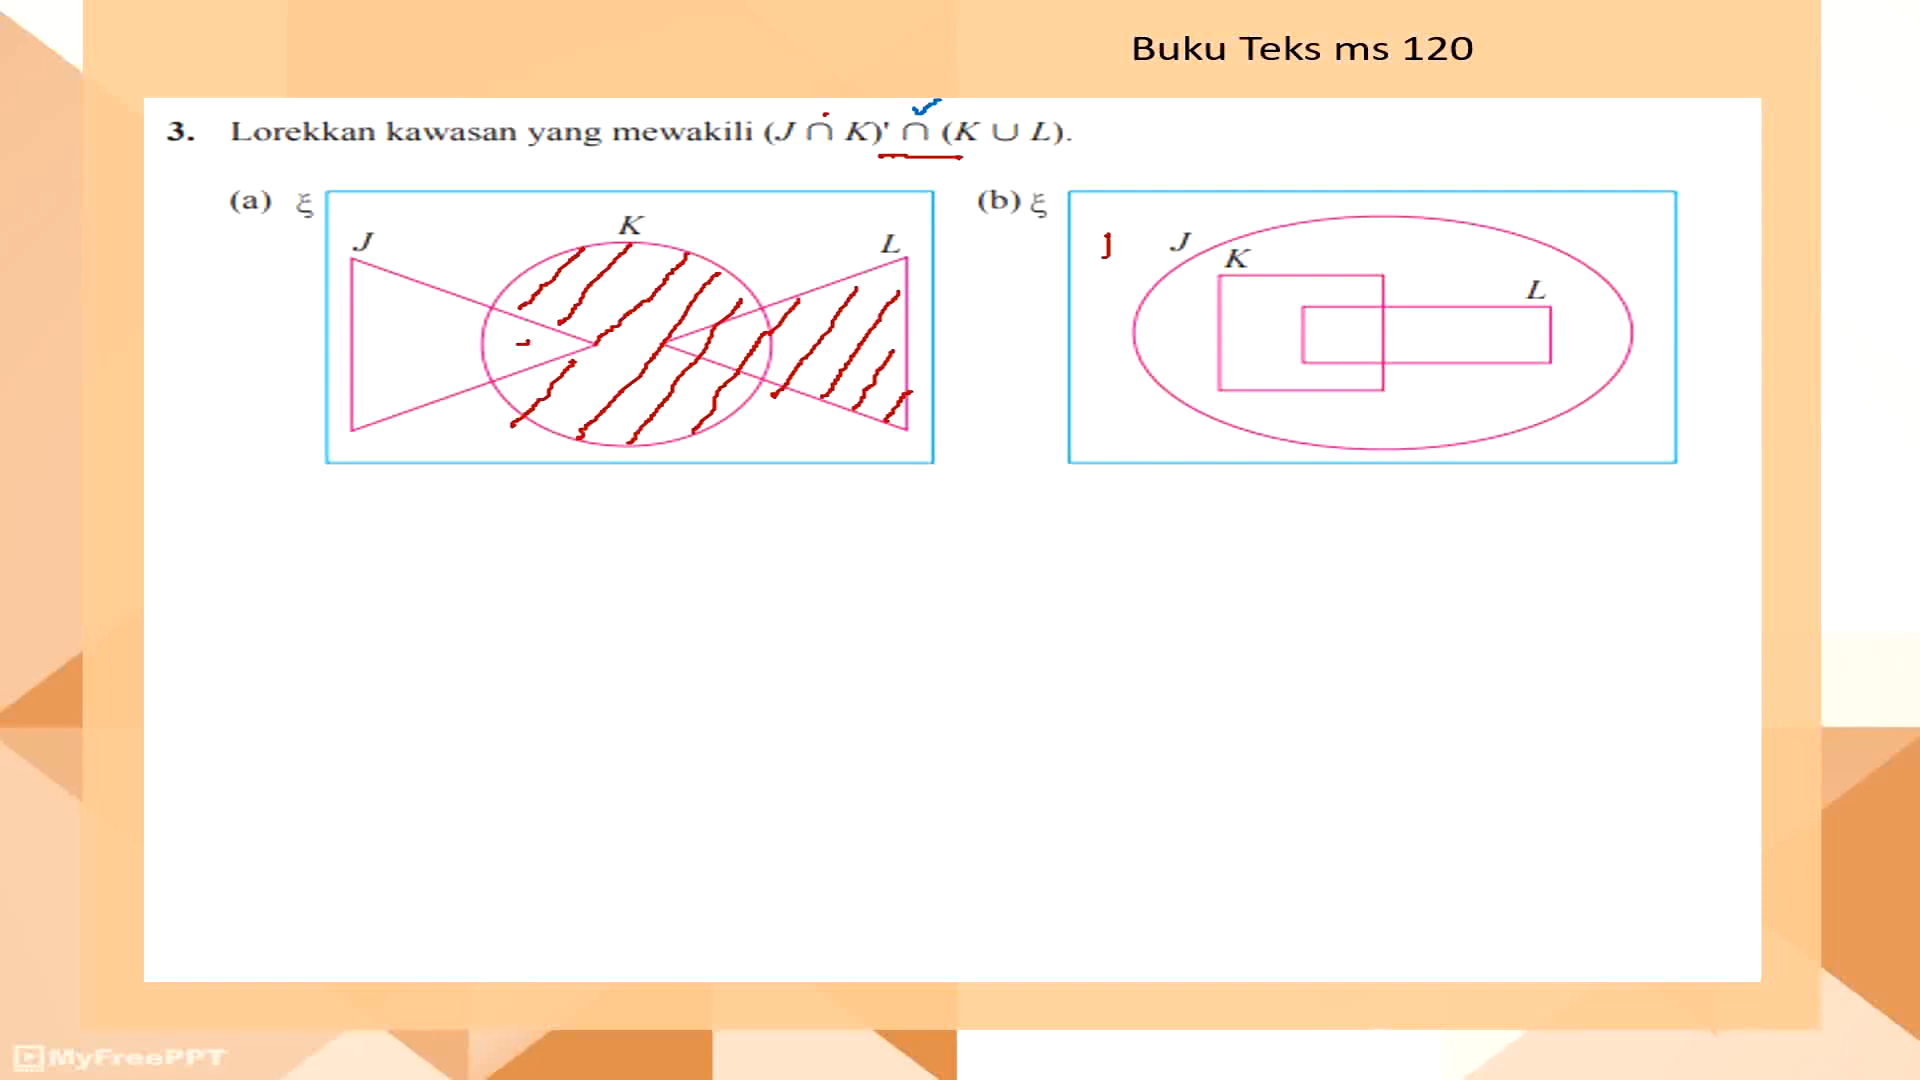 Buku Teks ms 120
3. Lorekkan kawasan yang mewakili (J ∩ K)' ∩ (K ∪ L).
(a) ξ
J
K
L
(b) ξ
J
J
K
L
MyFreePPT